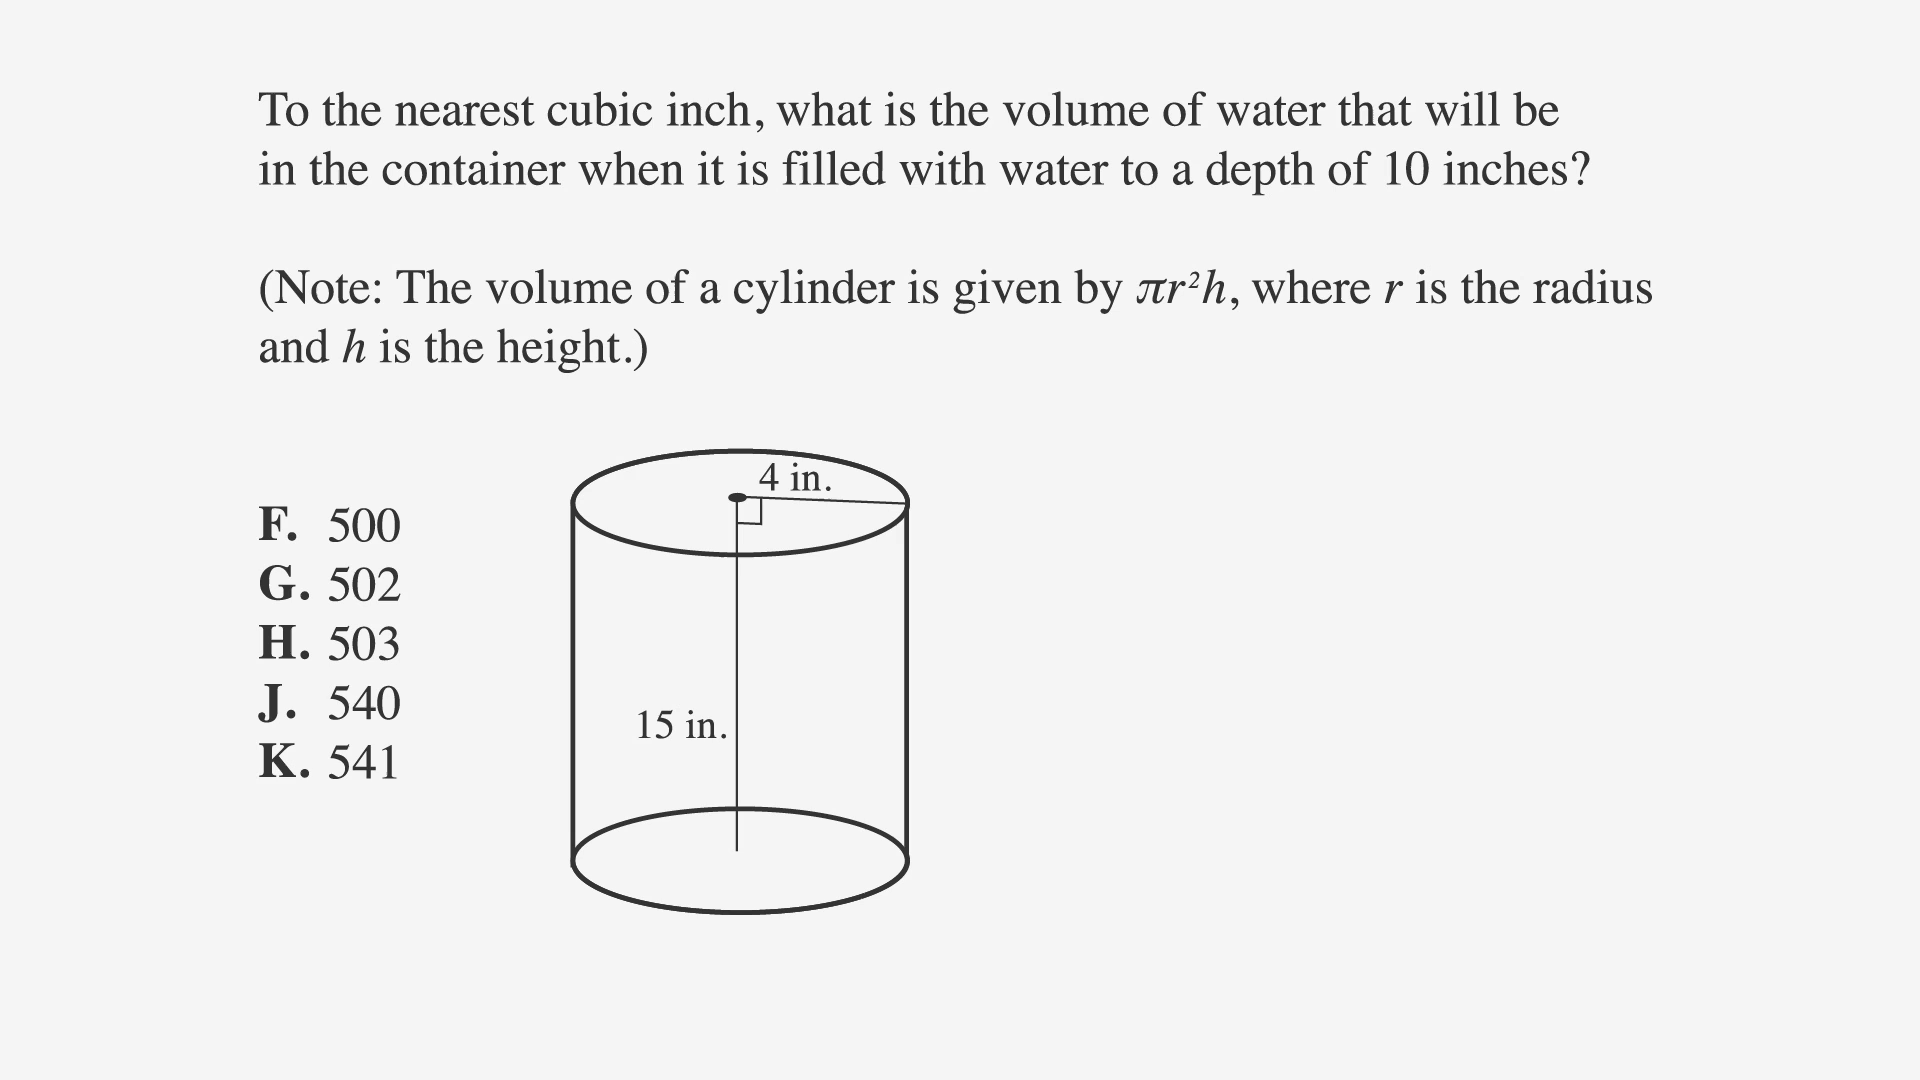 To the nearest cubic inch, what is the volume of water that will be
in the container when it is filled with water to a depth of 10 inches?
(Note: The volume of a cylinder is given by πr²h, where r is the radius
and h is the height.)
F. 500
G. 502
H. 503
J. 540
K. 541
4 in.
15 in.